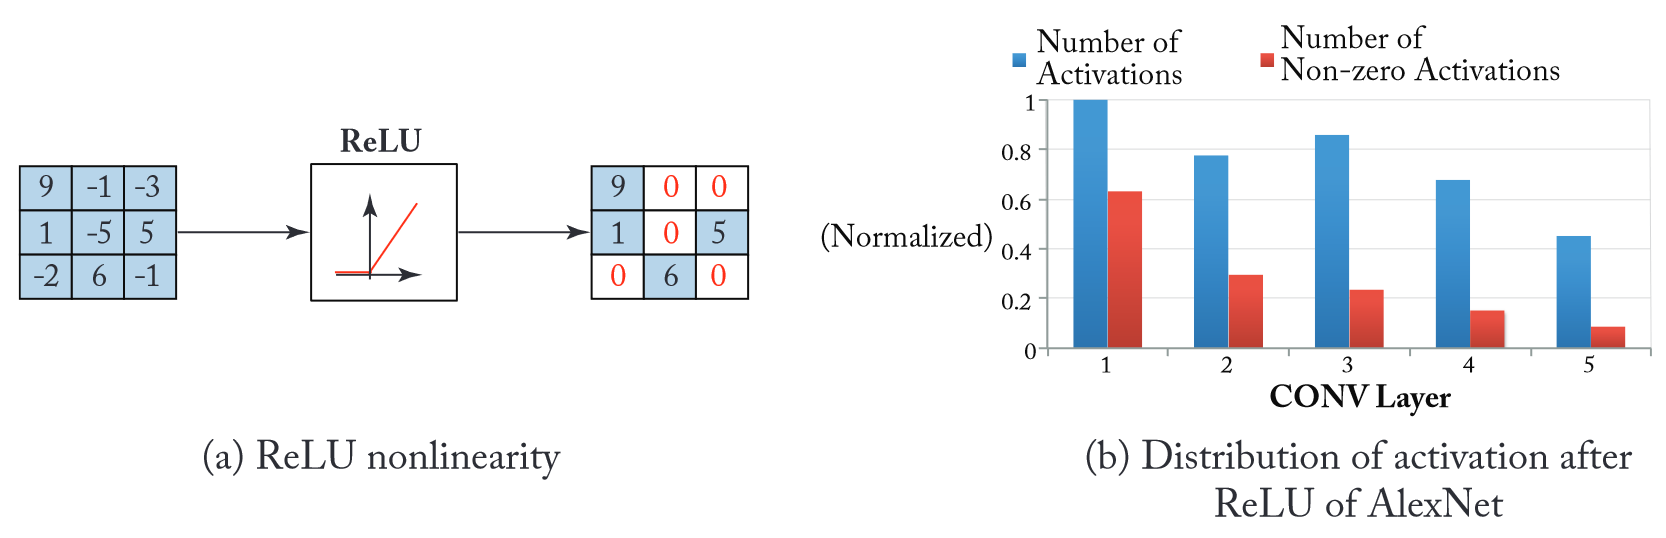 ReLU
9 -1 -3
1 -5 5
-2 6 -1
9 0 0
1 0 5
0 6 0
(a) ReLU nonlinearity
Number of
Activations
Number of
Non-zero Activations
(Normalized)
1
0.8
0.6
0.4
0.2
0
1 2 3 4 5
CONV Layer
(b) Distribution of activation after
ReLU of AlexNet